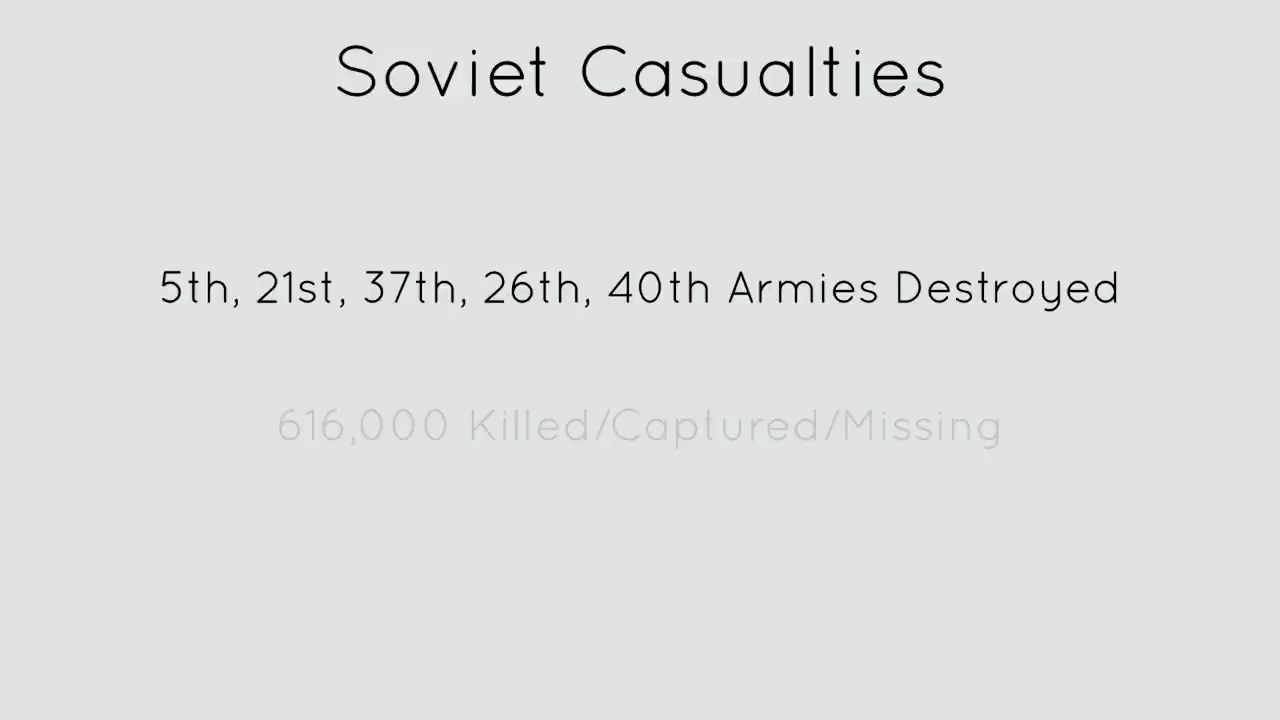 Soviet Casualties
5th, 21st, 37th, 26th, 40th Armies Destroyed
616,000 Killed/Captured/Missing